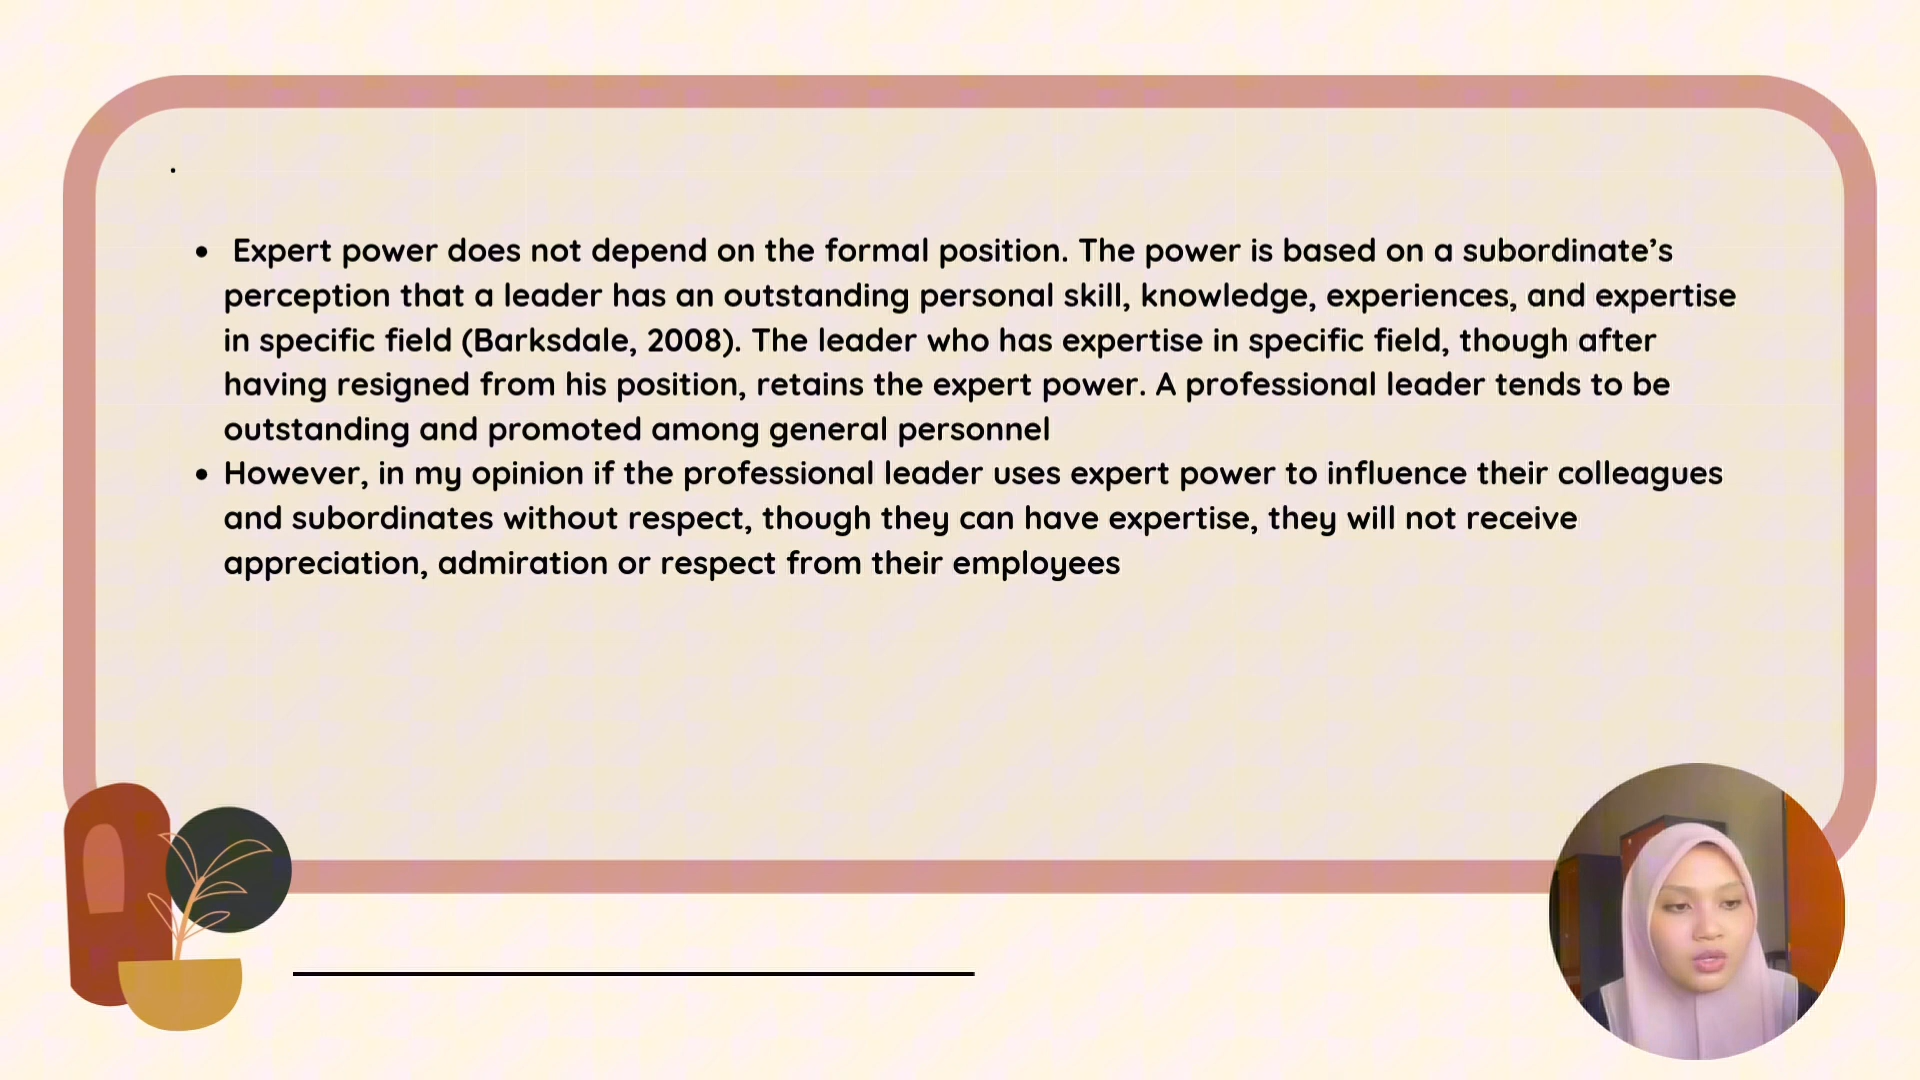 .
• Expert power does not depend on the formal position. The power is based on a subordinate’s
perception that a leader has an outstanding personal skill, knowledge, experiences, and expertise
in specific field (Barksdale, 2008). The leader who has expertise in specific field, though after
having resigned from his position, retains the expert power. A professional leader tends to be
outstanding and promoted among general personnel
• However, in my opinion if the professional leader uses expert power to influence their colleagues
and subordinates without respect, though they can have expertise, they will not receive
appreciation, admiration or respect from their employees